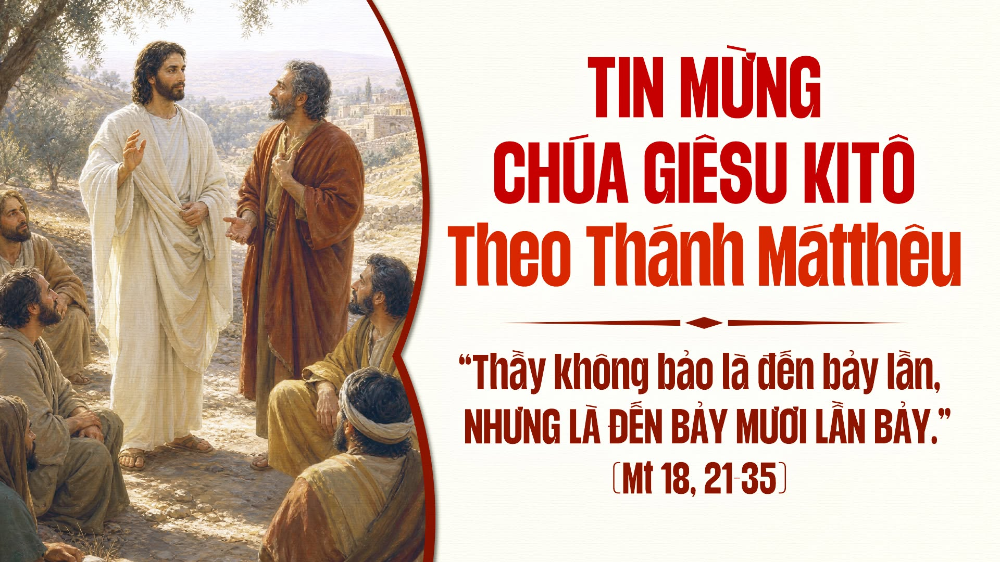 TIN MỪNG
CHÚA GIÊSU KITÔ
Theo Thánh Mátthêu
“Thầy không bảo là đến bảy lần,
NHƯNG LÀ ĐẾN BẢY MƯƠI LẦN BẢY.”
(Mt 18, 21-35)